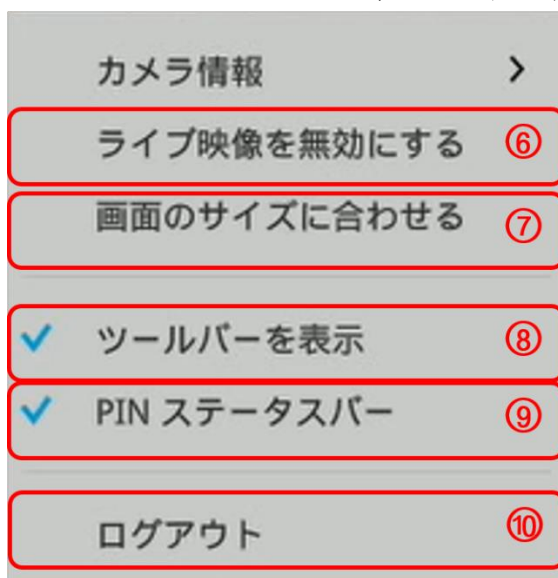 カメラ情報 >
ライブ映像を無効にする ⑥
画面のサイズに合わせる ⑦
✓ ツールバーを表示 ⑧
✓ PIN ステータスバー ⑨
ログアウト ⑩